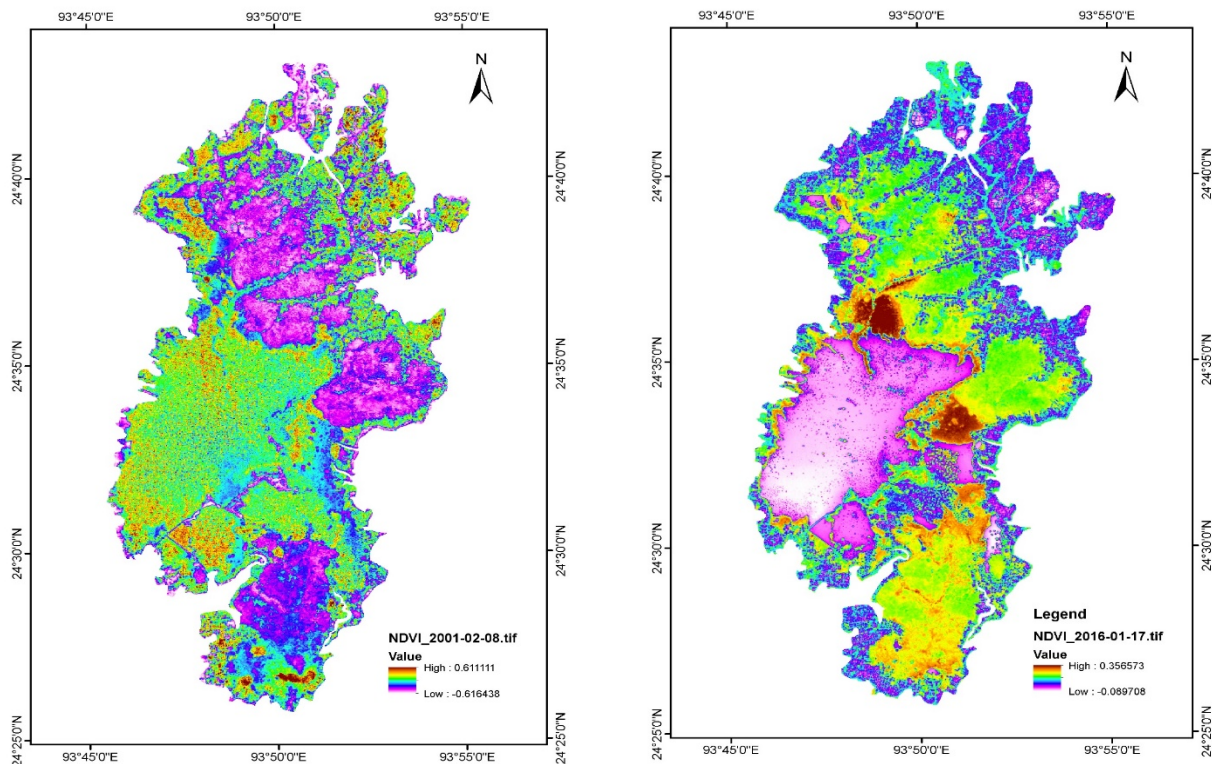 93°45'0"E 93°50'0"E 93°55'0"E
N
24°40'0"N 24°40'0"N
24°35'0"N 24°35'0"N
24°30'0"N 24°30'0"N
24°25'0"N 24°25'0"N
NDVI_2001-02-08.tif
Value
High : 0.611111
Low : -0.616438
93°45'0"E 93°50'0"E 93°55'0"E
93°45'0"E 93°50'0"E 93°55'0"E
N
24°40'0"N 24°40'0"N
24°35'0"N 24°35'0"N
24°30'0"N 24°30'0"N
24°25'0"N 24°25'0"N
Legend
NDVI_2016-01-17.tif
Value
High : 0.356573
Low : -0.089708
93°45'0"E 93°50'0"E 93°55'0"E